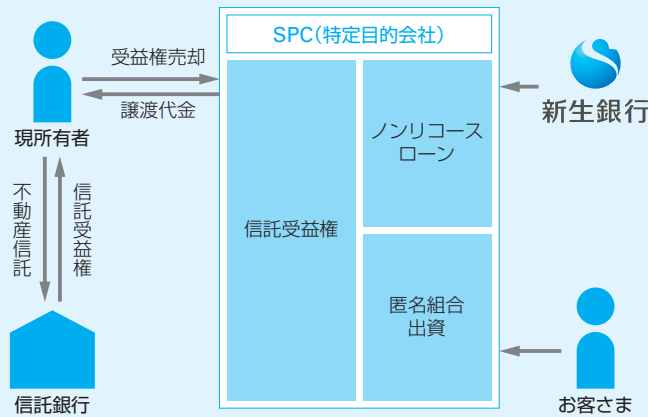 SPC(特定目的会社)
受益権売却
譲渡代金
現所有者
不動産信託
信託受益権
信託銀行
信託受益権
ノンリコース
ローン
匿名組合
出資
新生銀行
お客さま